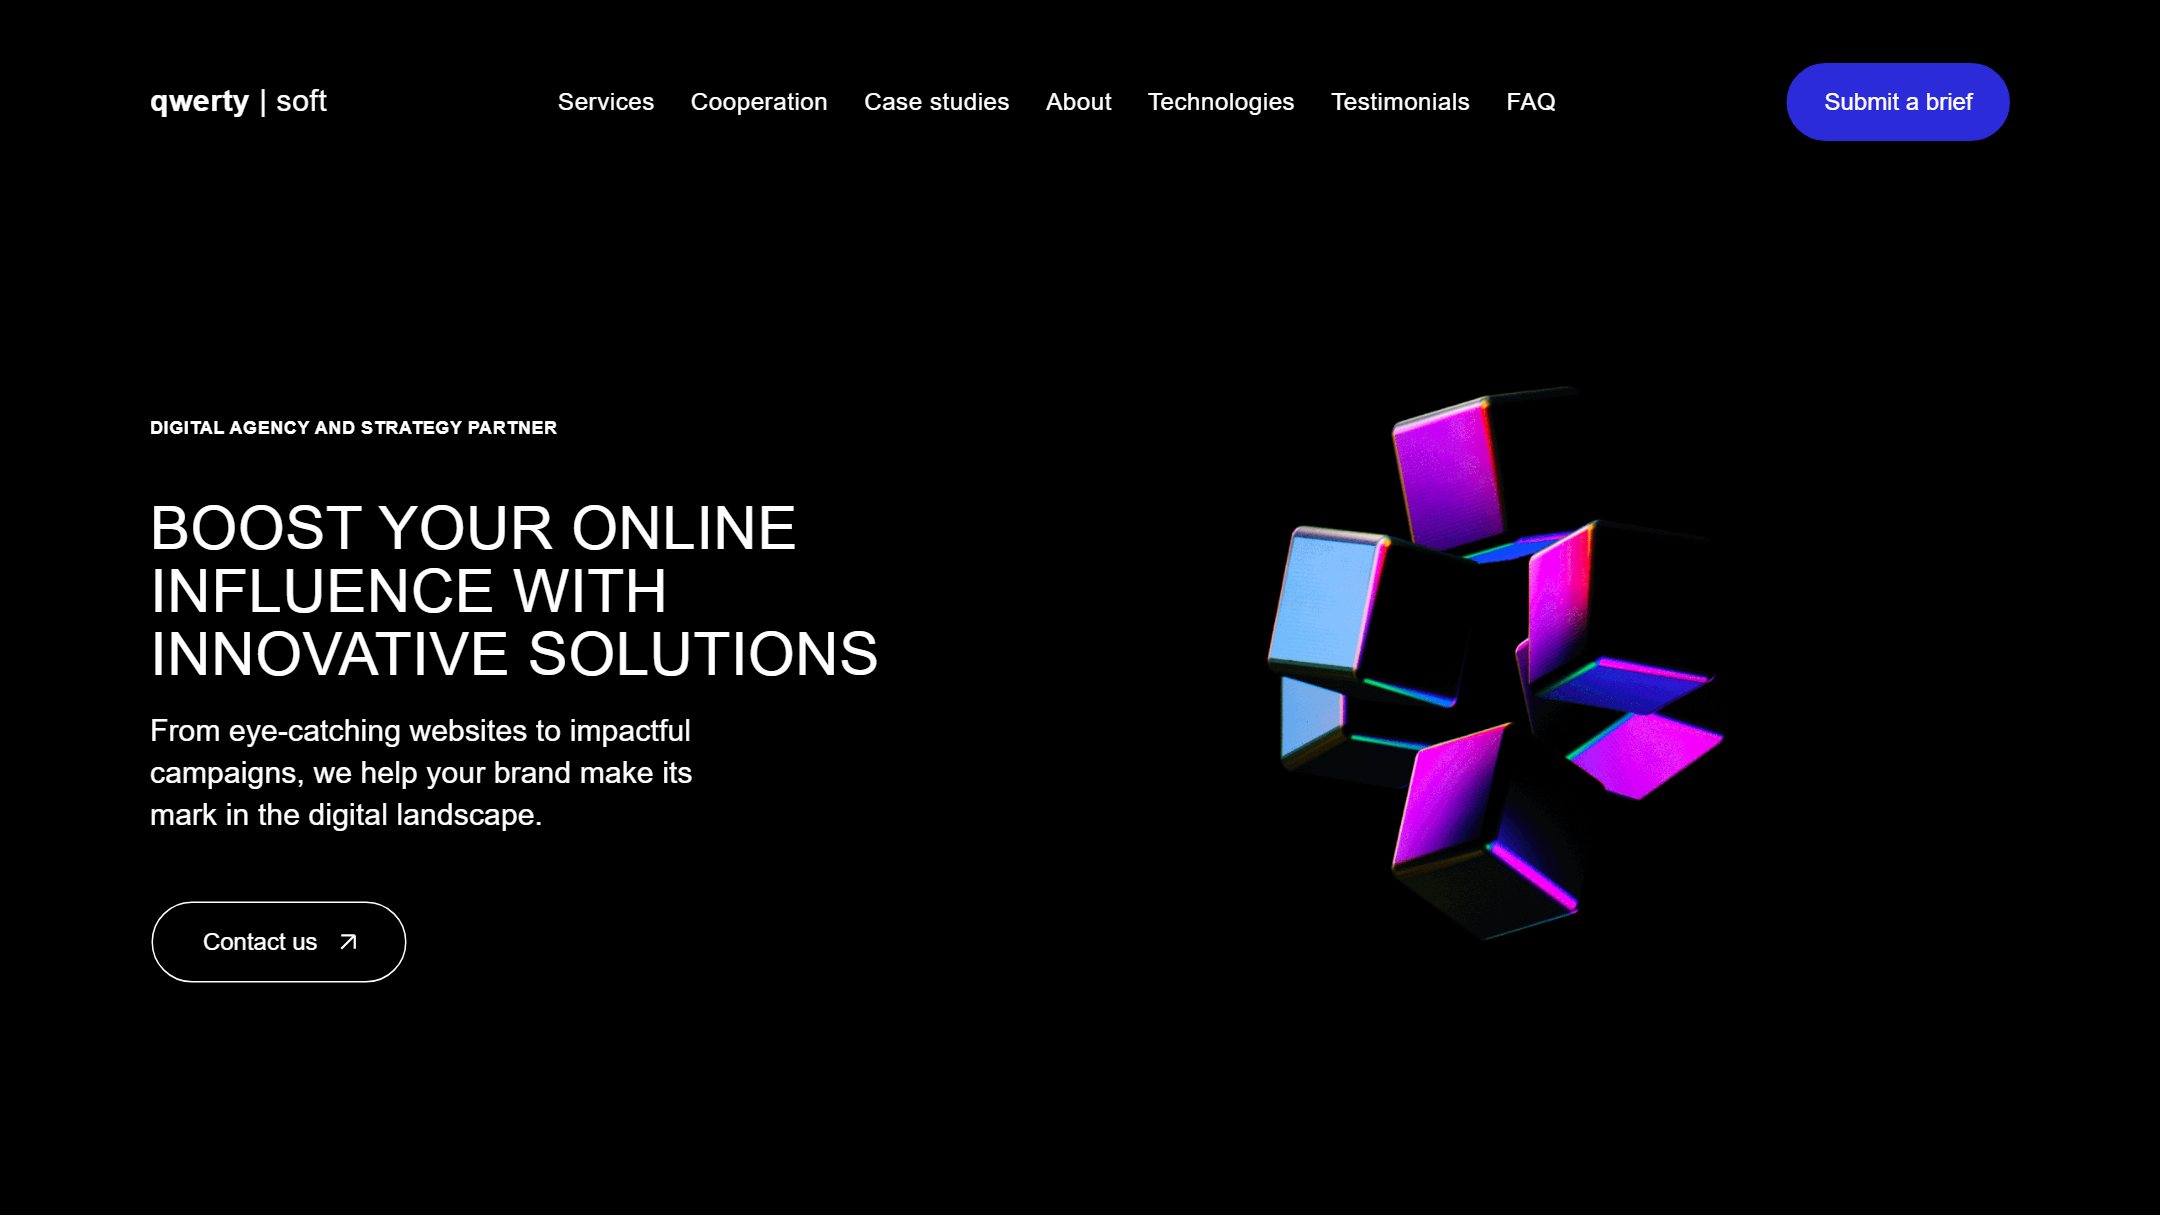 qwerty | soft
Services
Cooperation
Case studies
About
Technologies
Testimonials
FAQ
Submit a brief
DIGITAL AGENCY AND STRATEGY PARTNER
BOOST YOUR ONLINE
INFLUENCE WITH
INNOVATIVE SOLUTIONS
From eye-catching websites to impactful
campaigns, we help your brand make its
mark in the digital landscape.
Contact us